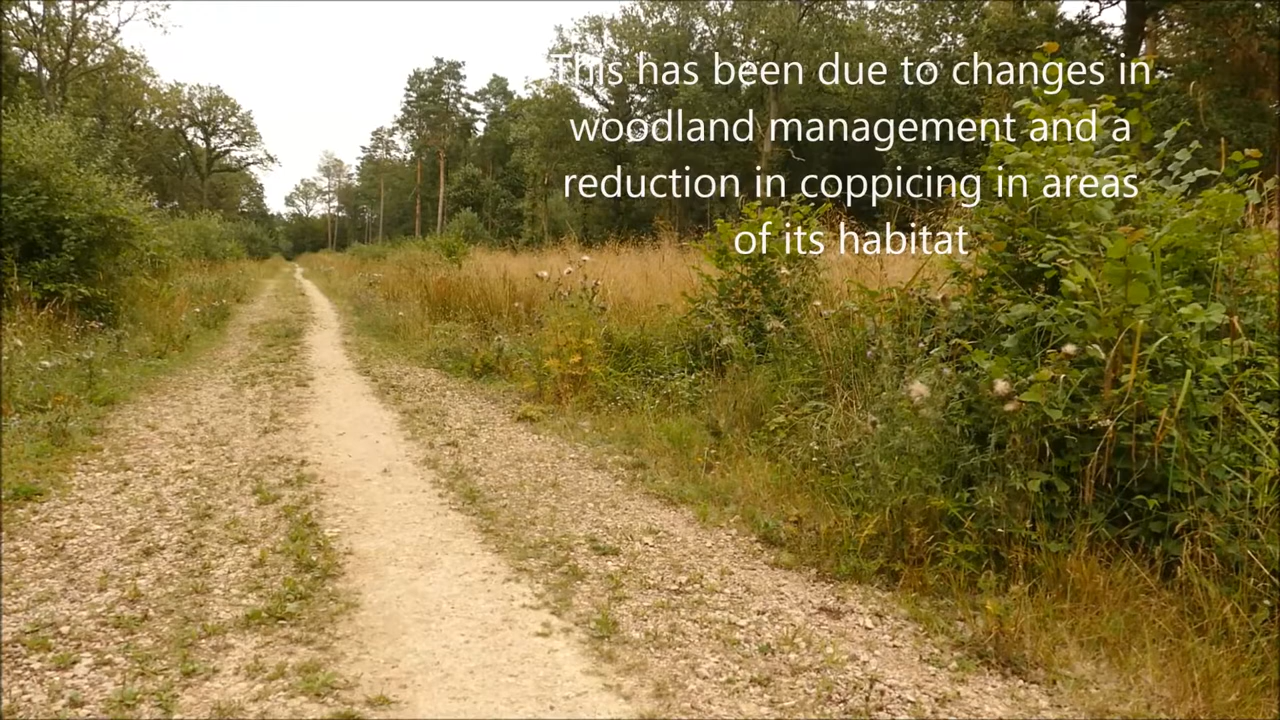 This has been due to changes in
woodland management and a
reduction in coppicing in areas
of its habitat